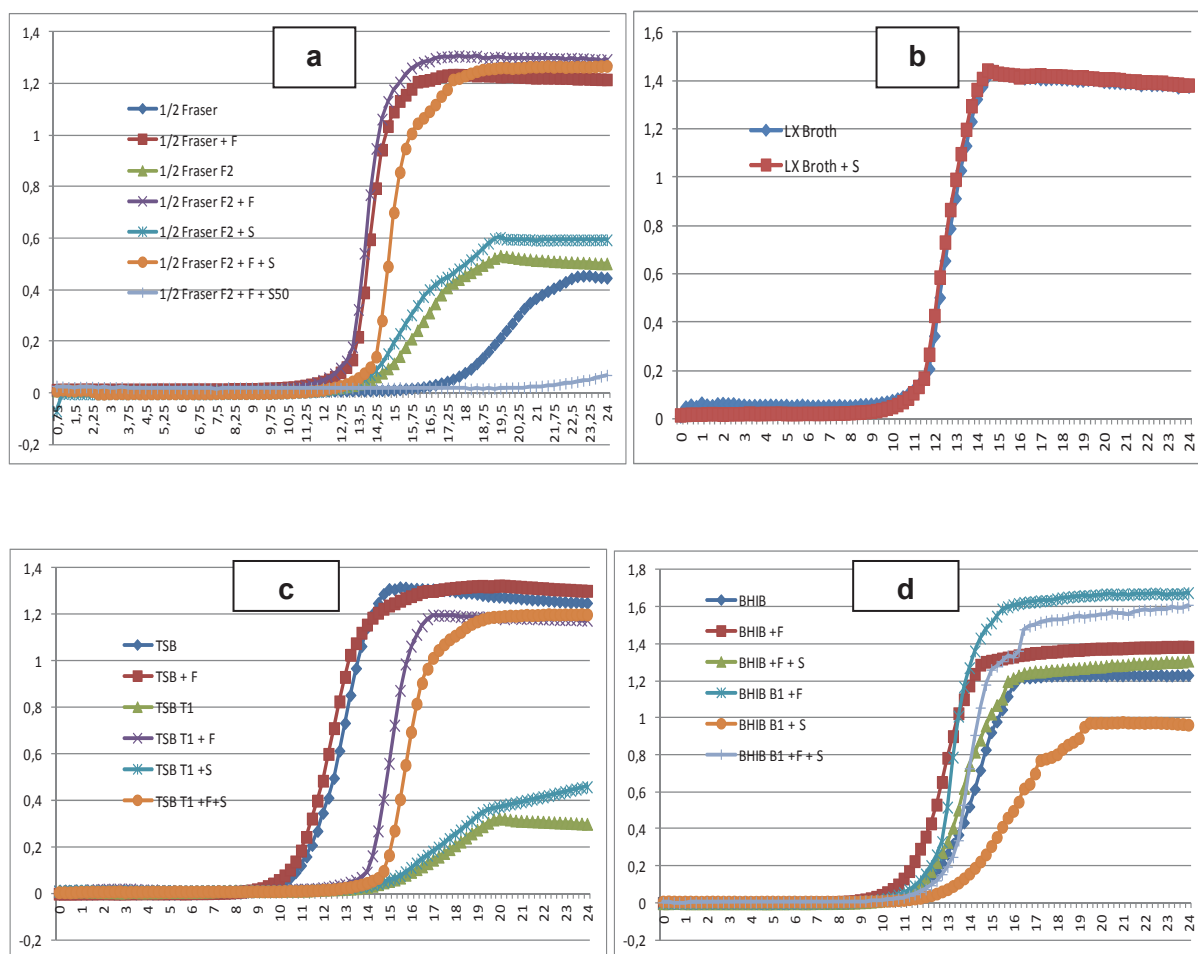 a
1,4
1,2
1
0,8
0,6
0,4
0,2
0
-0,2
1/2 Fraser
1/2 Fraser + F
1/2 Fraser F2
1/2 Fraser F2 + F
1/2 Fraser F2 + S
1/2 Fraser F2 + F + S
1/2 Fraser F2 + F + S50
0,75 1,5 2,25 3 3,75 4,5 5,25 6 6,75 7,5 8,25 9 9,75 10,5 11,25 12 12,75 13,5 14,25 15 15,75 16,5 17,25 18 18,75 19,5 20,25 21 21,75 22,5 23,25 24
b
1,6
1,4
1,2
1
0,8
0,6
0,4
0,2
0
LX Broth
LX Broth + S
0 1 2 3 4 5 6 7 8 9 10 11 12 13 14 15 16 17 18 19 20 21 22 23 24
c
1,4
1,2
1
0,8
0,6
0,4
0,2
0
-0,2
TSB
TSB + F
TSB T1
TSB T1 + F
TSB T1 +S
TSB T1 +F+S
0 1 2 3 4 5 6 7 8 9 10 11 12 13 14 15 16 17 18 19 20 21 22 23 24
d
1,8
1,6
1,4
1,2
1
0,8
0,6
0,4
0,2
0
-0,2
BHIB
BHIB +F
BHIB +F + S
BHIB B1 +F
BHIB B1 + S
BHIB B1 +F + S
0 1 2 3 4 5 6 7 8 9 10 11 12 13 14 15 16 17 18 19 20 21 22 23 24